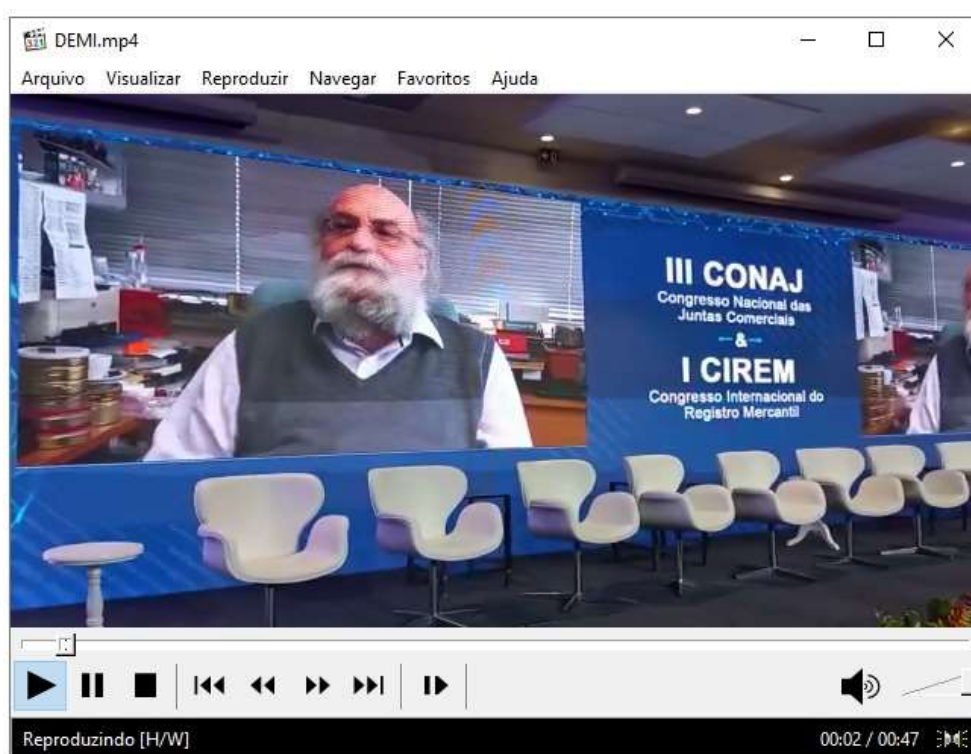 DEMI.mp4
Arquivo Visualizar Reproduzir Navegar Favoritos Ajuda
III CONAJ
Congresso Nacional das
Juntas Comerciais
&
I CIREM
Congresso Internacional do
Registro Mercantil
Reproduzindo [H/W]
00:02 / 00:47